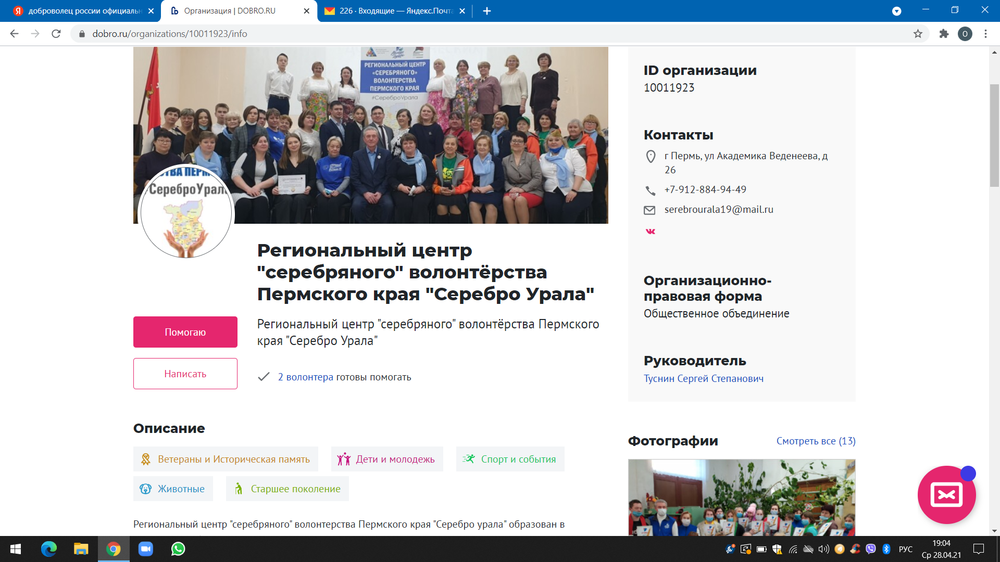 доброволец россии официальн
Организация | DOBRO.RU
226 · Входящие — Яндекс.Почта
dobro.ru/organizations/10011923/info
РЕГИОНАЛЬНЫЙ ЦЕНТР
«СЕРЕБРЯНОГО»
ВОЛОНТЕРСТВА
ПЕРМСКОГО КРАЯ
#СереброУрала
СТВА ПЕРМ
#СереброУрала
Региональный центр
"серебряного" волонтёрства
Пермского края "Серебро Урала"
Помогаю
Написать
Региональный центр "серебряного" волонтёрства Пермского
края "Серебро Урала"
2 волонтера готовы помогать
Описание
Ветераны и Историческая память
Дети и молодежь
Спорт и события
Животные
Старшее поколение
Региональный центр "серебряного" волонтерства Пермского края "Серебро урала" образован в
ID организации
10011923
Контакты
г Пермь, ул Академика Веденеева, д
26
+7-912-884-94-49
serebrourala19@mail.ru
Организационно-
правовая форма
Общественное объединение
Руководитель
Туснин Сергей Степанович
Фотографии
Смотреть все (13)
РУС
19:04
Ср 28.04.21